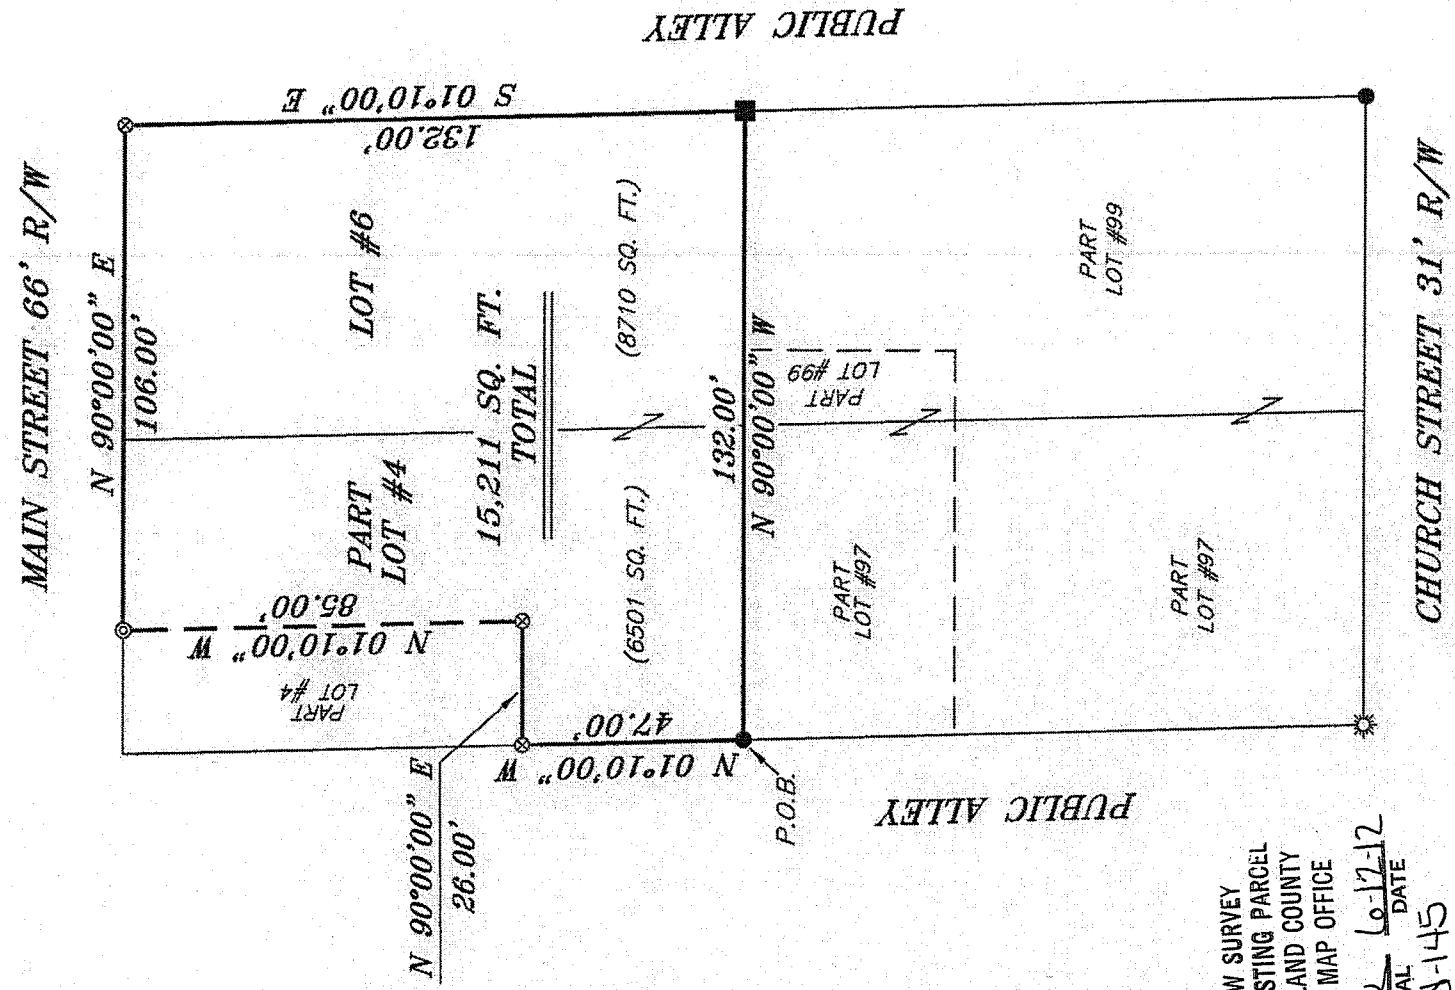 MAIN STREET 66' R/W
N 90°00'00" E
106.00'
PUBLIC ALLEY
S 01°10'00" E
132.00'
LOT #6
PART
LOT #4
15,211 SQ. FT.
TOTAL
(8710 SQ. FT.)
(6501 SQ. FT.)
N 01°10'00" W
85.00'
PART
LOT #4
N 90°00'00" E
26.00'
N 01°10'00" W
47.00'
P.O.B.
132.00'
N 90°00'00" W
PART
LOT #99
PART
LOT #97
PART
LOT #99
PART
LOT #97
PUBLIC ALLEY
CHURCH STREET 31' R/W
SURVEY
PARCEL
COUNTY
MAP OFFICE
6-12-12
DATE